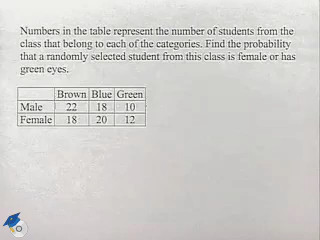 Numbers in the table represent the number of students from the
class that belong to each of the categories. Find the probability
that a randomly selected student from this class is female or has
green eyes.
Brown Blue Green
Male 22 18 10
Female 18 20 12